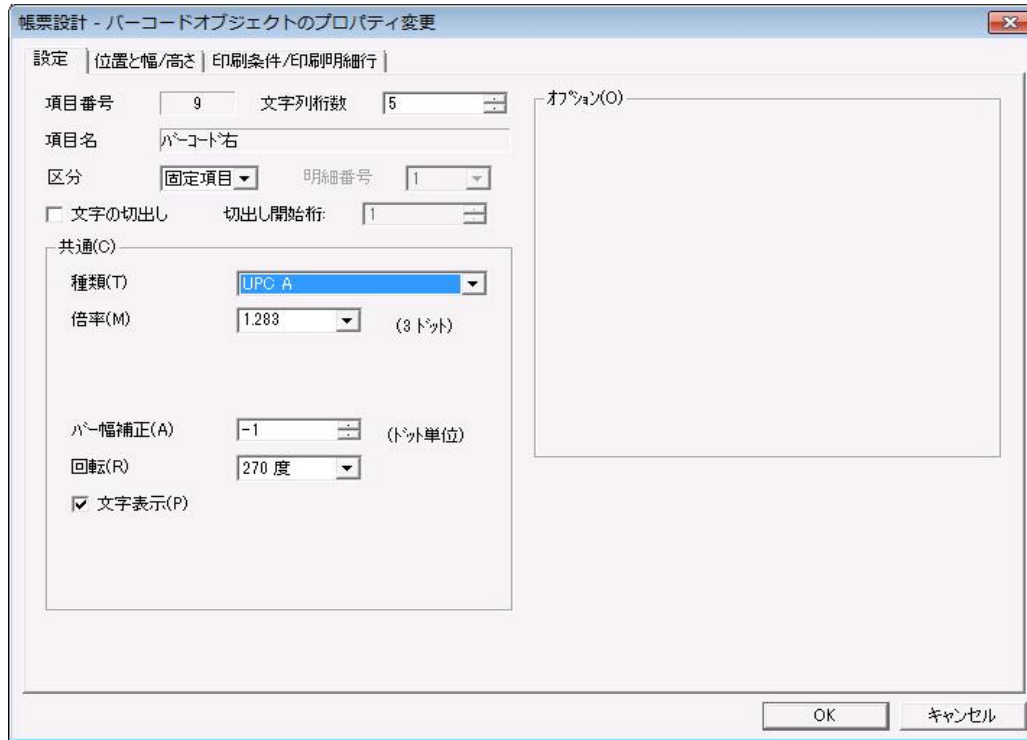 帳票設計 - バーコードオブジェクトのプロパティ変更
設定 位置と幅/高さ 印刷条件/印刷明細行
項目番号 9 文字列桁数 5
項目名 バーコード右
区分 固定項目 明細番号 1
文字の切出し 切出し開始桁: 1
共通(C)
種類(T) UPC A
倍率(M) 1.283 (3 ドット)
バー幅補正(A) -1 (ドット単位)
回転(R) 270 度
文字表示(P)
オプション(O)
OK キャンセル